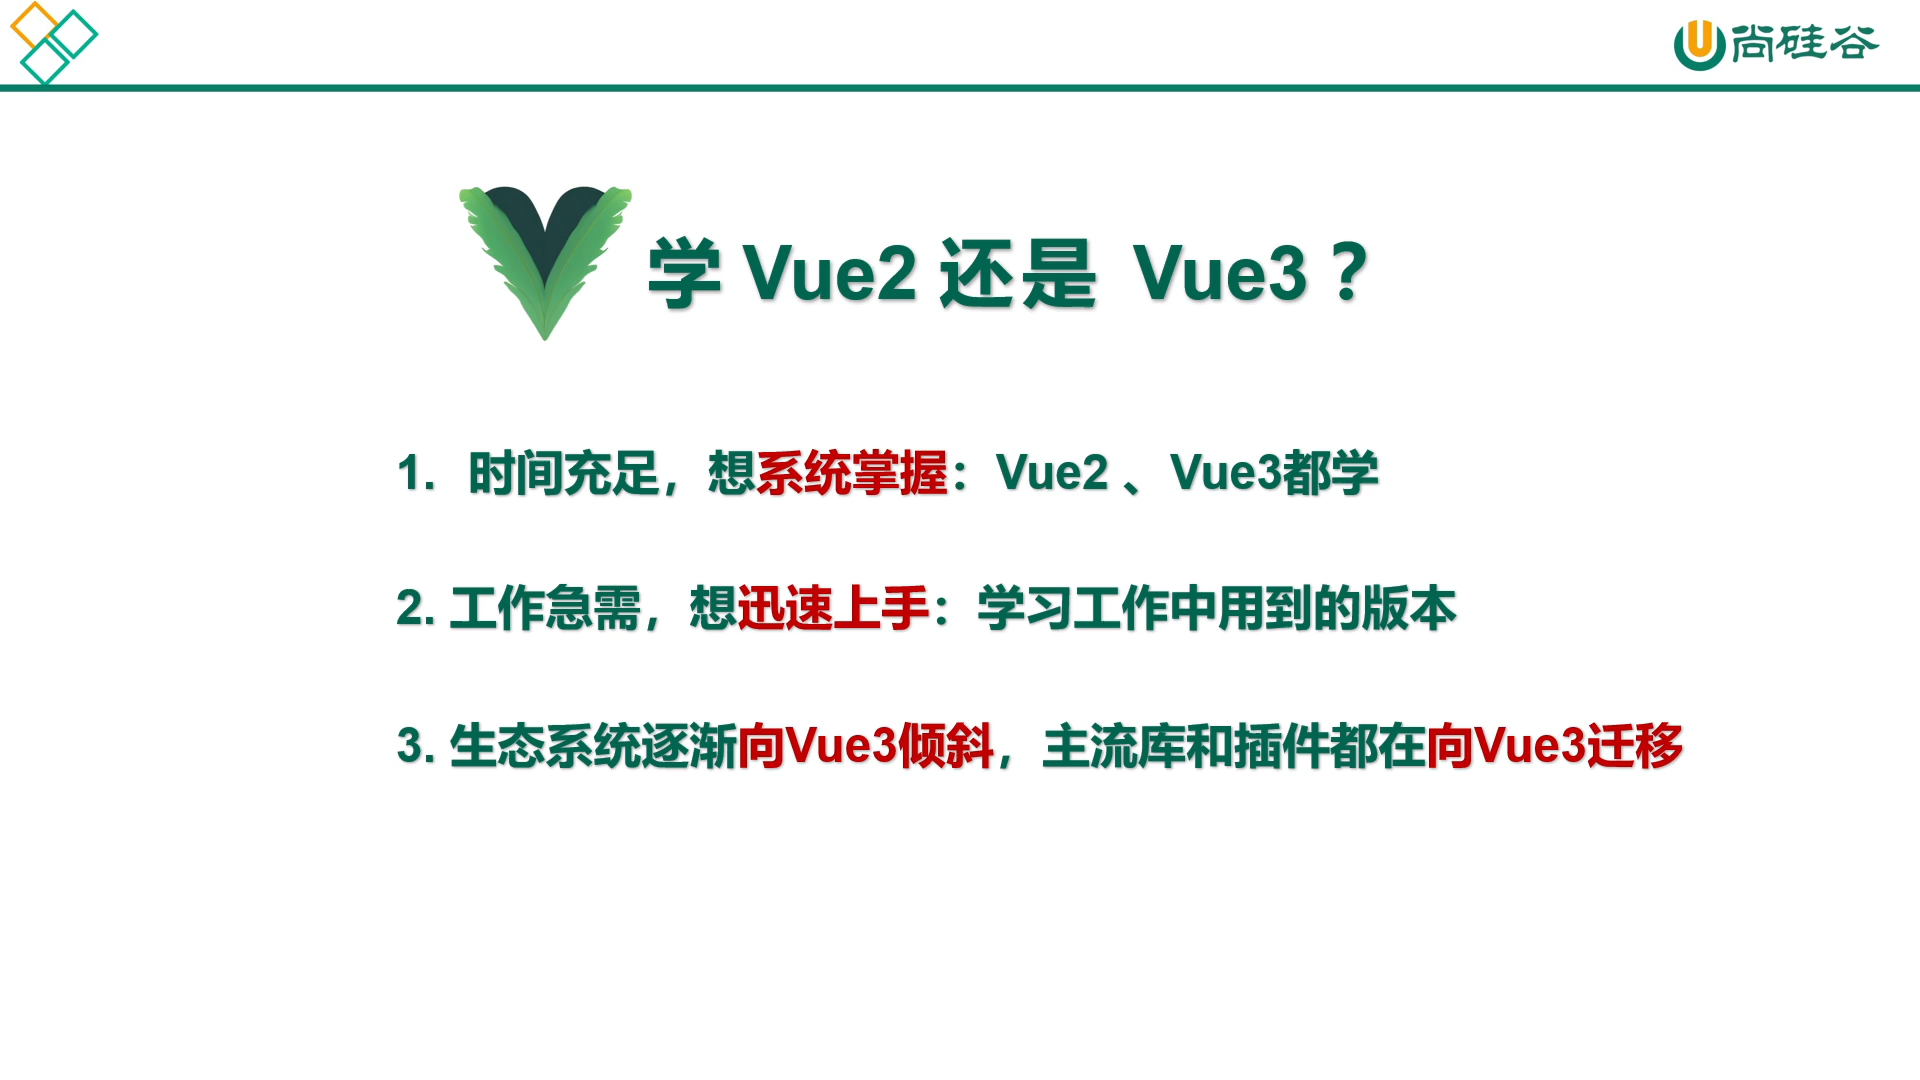 尚硅谷
学 Vue2 还是 Vue3？
1. 时间充足，想系统掌握：Vue2 、Vue3都学
2. 工作急需，想迅速上手：学习工作中用到的版本
3. 生态系统逐渐向Vue3倾斜，主流库和插件都在向Vue3迁移